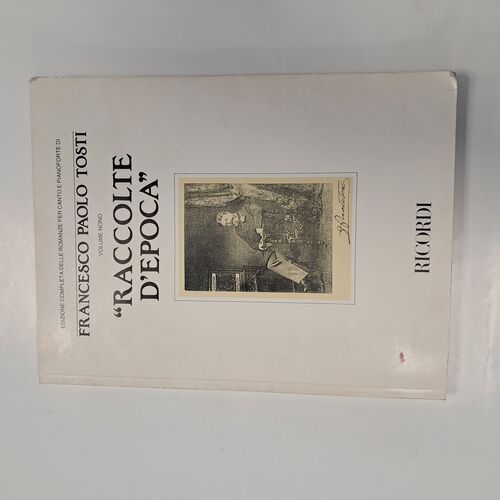 EDIZIONE COMPLETA DELLE ROMANZE PER CANTO E PIANOFORTE DI
FRANCESCO PAOLO TOSTI
VOLUME NONO
“RACCOLTE
D'EPOCA”
RICORDI